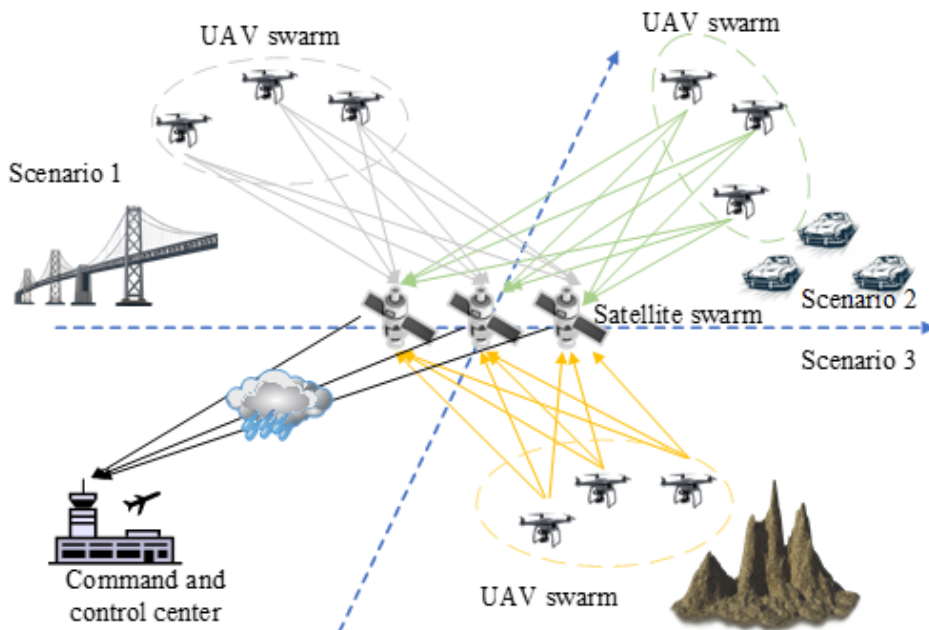 UAV swarm
UAV swarm
Scenario 1
Scenario 2
Satellite swarm
Scenario 3
Command and
control center
UAV swarm